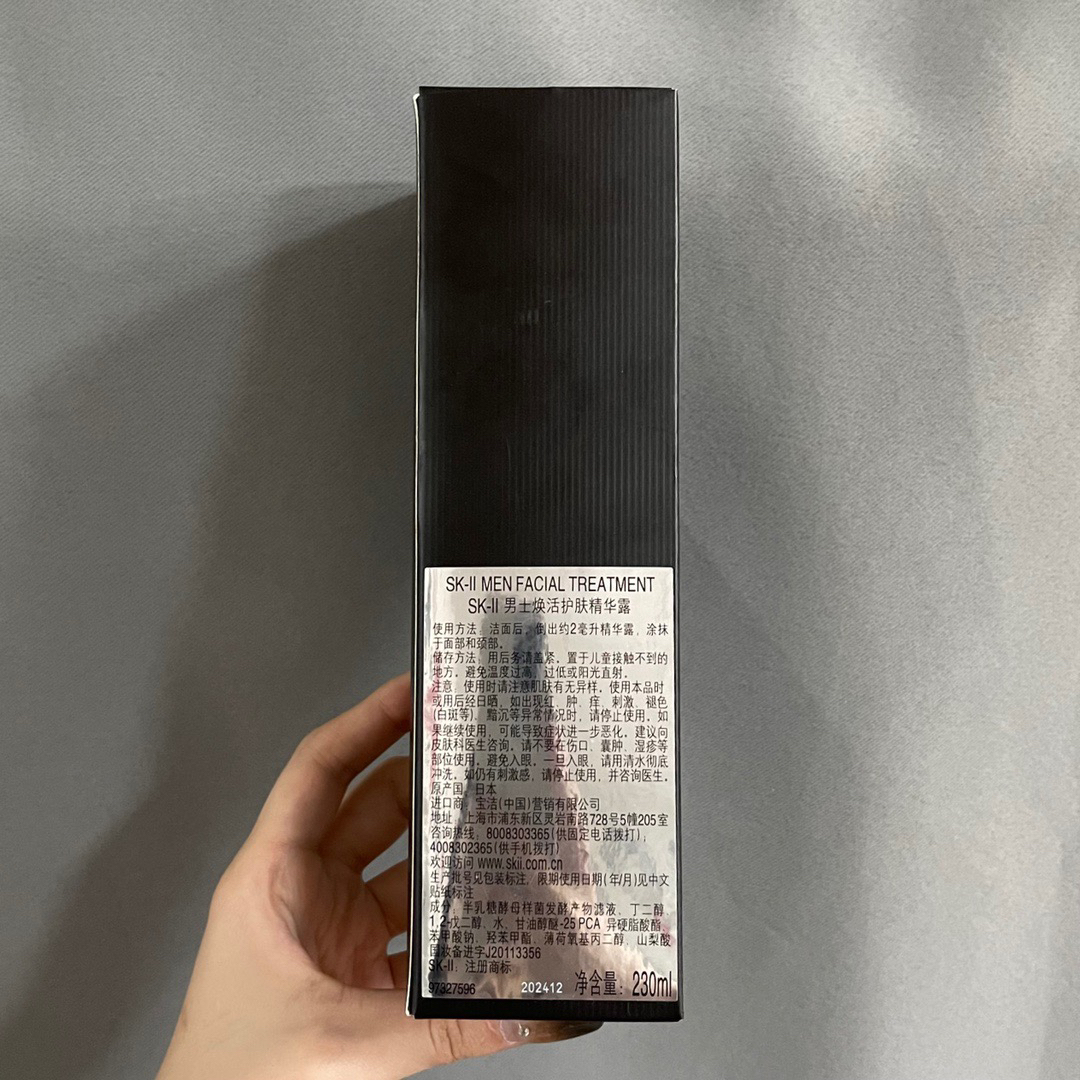 SK-II MEN FACIAL TREATMENT
SK-II 男士焕活护肤精华露
使用方法：洁面后，倒出约2毫升精华露，涂抹
于面部和颈部。
储存方法：用后务请盖紧。置于儿童接触不到的
地方。避免温度过高、过低或阳光直射。
注意：使用时请注意肌肤有无异样。使用本品时
或用后经日晒，如出现红、肿、痒、刺激、褪色
(白斑等)、黯沉等异常情况时，请停止使用。如
果继续使用，可能导致症状进一步恶化。建议向
皮肤科医生咨询。请不要在伤口、囊肿、湿疹等
部位使用。避免入眼。一旦入眼，请用清水彻底
冲洗。如仍有刺激感，请停止使用，并咨询医生。
原产国：日本
进口商：宝洁(中国)营销有限公司
地址：上海市浦东新区灵岩南路728号5幢205室
咨询热线：8008303365(供固定电话拨打)；
4008302365(供手机拨打)
欢迎访问 www.skii.com.cn
生产批号见包装标注，限期使用日期(年/月)见中文
贴纸标注
成分：半乳糖酵母样菌发酵产物滤液、丁二醇、
1,2-戊二醇、水、甘油醇醚-25 PCA 异硬脂酸酯、
苯甲酸钠、羟苯甲酯、薄荷氧基丙二醇、山梨酸
国妆备进字J20113356
SK-II：注册商标
97327596 202412 净含量：230ml